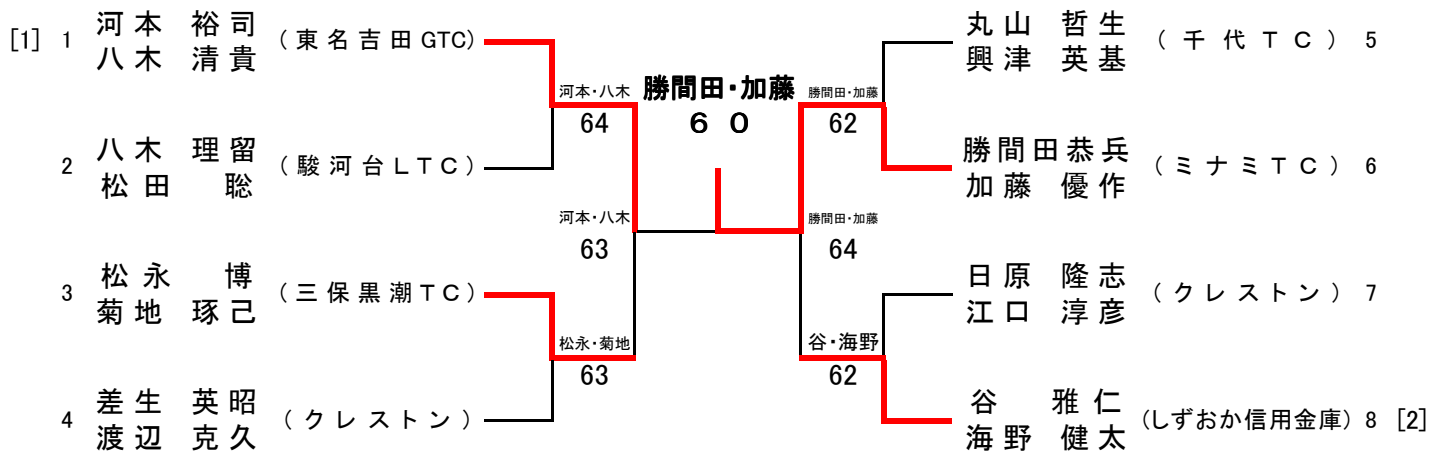 [1] 1 河本 裕司 (東名吉田GTC)
八木 清貴
2 八木 理留 (駿河台LTC)
松田 聡
3 松永 博 (三保黒潮TC)
菊地 琢己
4 差生 英昭 (クレストン)
渡辺 克久
河本・八木
64
河本・八木
63
松永・菊地
63
勝間田・加藤
6 0
勝間田・加藤
62
勝間田・加藤
64
谷・海野
62
丸山 哲生 (千代TC) 5
興津 英基
勝間田恭兵 (ミナミTC) 6
加藤 優作
日原 隆志 (クレストン) 7
江口 淳彦
谷 雅仁 (しずおか信用金庫) 8 [2]
海野 健太